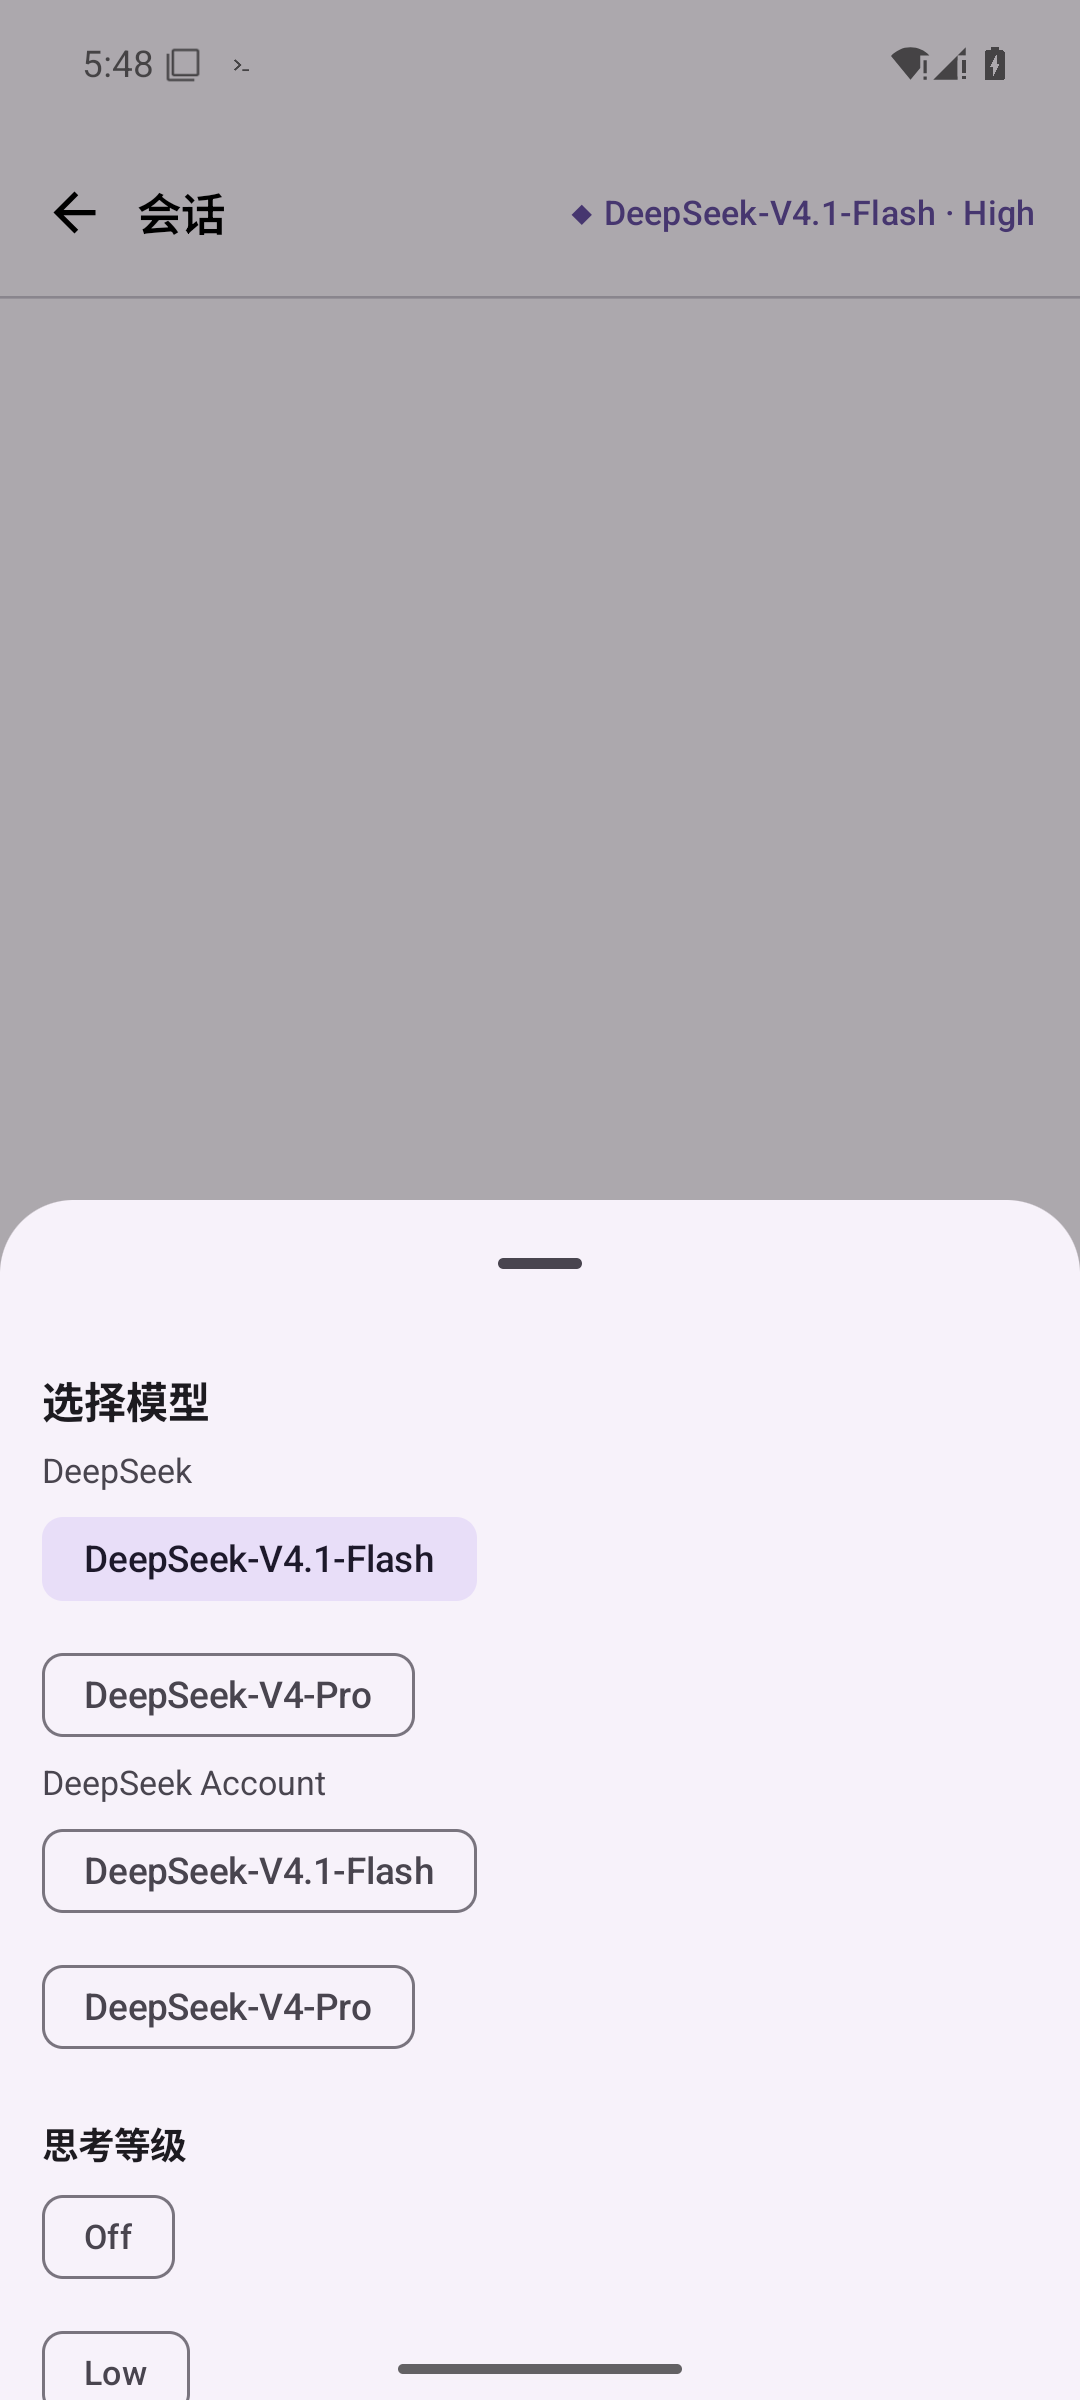 5:48
会话
DeepSeek-V4.1-Flash · High
选择模型
DeepSeek
DeepSeek-V4.1-Flash
DeepSeek-V4-Pro
DeepSeek Account
DeepSeek-V4.1-Flash
DeepSeek-V4-Pro
思考等级
Off
Low